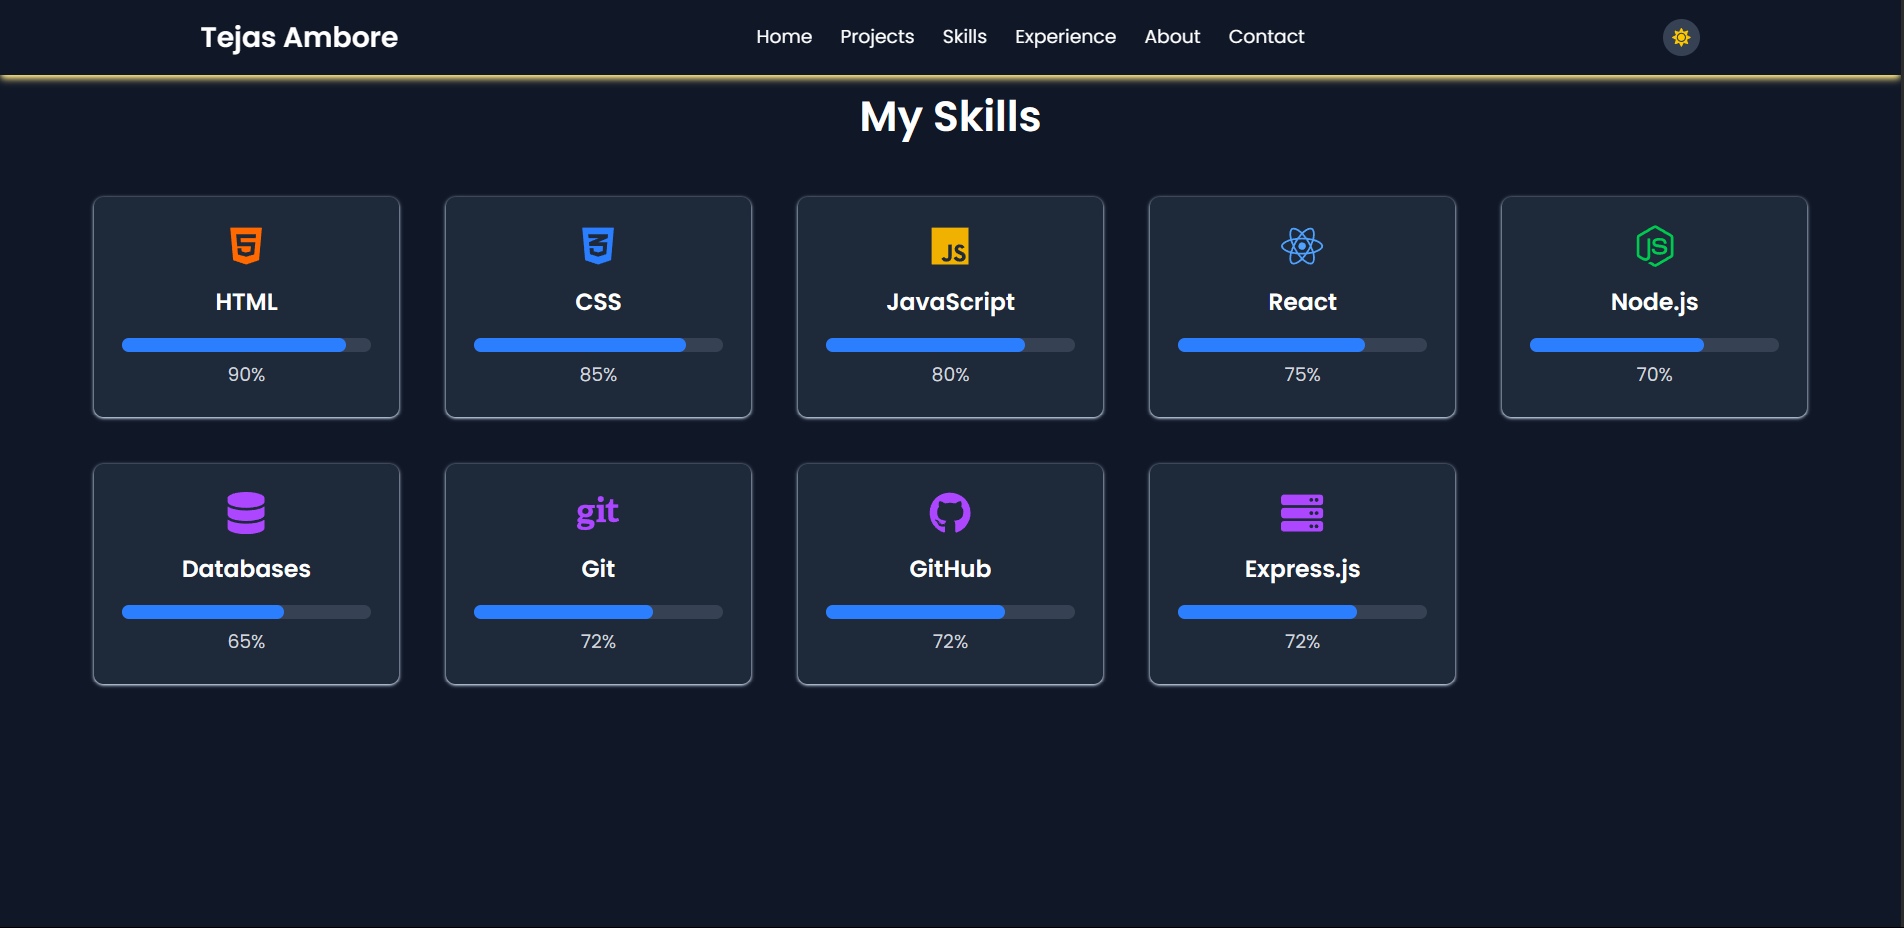 Tejas Ambore
Home Projects Skills Experience About Contact
My Skills
5
3
JS
JS
HTML
CSS
JavaScript
React
Node.js
90%
85%
80%
75%
70%
git
Databases
Git
GitHub
Express.js
65%
72%
72%
72%